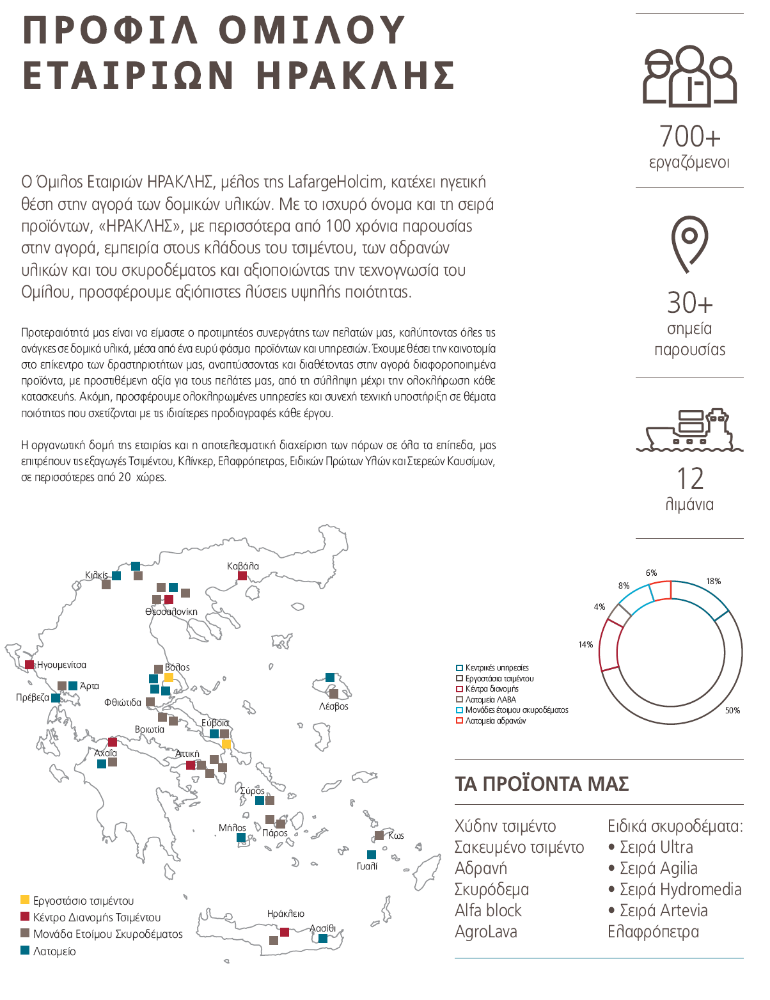 ΠΡΟΦΙΛ ΟΜΙΛΟΥ
ΕΤΑΙΡΙΩΝ ΗΡΑΚΛΗΣ
Ο Όμιλος Εταιριών ΗΡΑΚΛΗΣ, μέλος της LafargeHolcim, κατέχει ηγετική
θέση στην αγορά των δομικών υλικών. Με το ισχυρό όνομα και τη σειρά
προϊόντων, «ΗΡΑΚΛΗΣ», με περισσότερα από 100 χρόνια παρουσίας
στην αγορά, εμπειρία στους κλάδους του τσιμέντου, των αδρανών
υλικών και του σκυροδέματος και αξιοποιώντας την τεχνογνωσία του
Ομίλου, προσφέρουμε αξιόπιστες λύσεις υψηλής ποιότητας.
Προτεραιότητά μας είναι να είμαστε ο προτιμητέος συνεργάτης των πελατών μας, καλύπτοντας όλες τις
ανάγκες σε δομικά υλικά, μέσα από ένα ευρύ φάσμα προϊόντων και υπηρεσιών. Έχουμε θέσει την καινοτομία
στο επίκεντρο των δραστηριοτήτων μας, αναπτύσσοντας και διαθέτοντας στην αγορά διαφοροποιημένα
προϊόντα, με προστιθέμενη αξία για τους πελάτες μας, από τη σύλληψη μέχρι την ολοκλήρωση κάθε
κατασκευής. Ακόμη, προσφέρουμε ολοκληρωμένες υπηρεσίες και συνεχή τεχνική υποστήριξη σε θέματα
ποιότητας που σχετίζονται με τις ιδιαίτερες προδιαγραφές κάθε έργου.
Η οργανωτική δομή της εταιρίας και η αποτελεσματική διαχείριση των πόρων σε όλα τα επίπεδα, μας
επιτρέπουν τις εξαγωγές Τσιμέντου, Κλίνκερ, Ελαφρόπετρας, Ειδικών Πρώτων Υλών και Στερεών Καυσίμων,
σε περισσότερες από 20 χώρες.
700+
εργαζόμενοι
30+
σημεία
παρουσίας
12
λιμάνια
Κιλκίς
Καβάλα
Θεσσαλονίκη
Ηγουμενίτσα
Βόλος
Άρτα
Πρέβεζα
Φθιώτιδα
Λέσβος
Βοιωτία
Εύβοια
Αχαΐα
Αττική
Σύρος
Μήλος
Πάρος
Κως
Γυαλί
Ηράκλειο
Λασίθι
Εργοστάσιο τσιμέντου
Κέντρο Διανομής Τσιμέντου
Μονάδα Ετοίμου Σκυροδέματος
Λατομείο
6%
18%
8%
4%
14%
50%
Κεντρικές υπηρεσίες
Εργοστάσια τσιμέντου
Κέντρα διανομής
Λατομεία ΛΑΒΑ
Μονάδες έτοιμου σκυροδέματος
Λατομεία αδρανών
ΤΑ ΠΡΟΪΟΝΤΑ ΜΑΣ
Χύδην τσιμέντο
Σακευμένο τσιμέντο
Αδρανή
Σκυρόδεμα
Alfa block
AgroLava
Ειδικά σκυροδέματα:
• Σειρά Ultra
• Σειρά Agilia
• Σειρά Hydromedia
• Σειρά Artevia
Ελαφρόπετρα